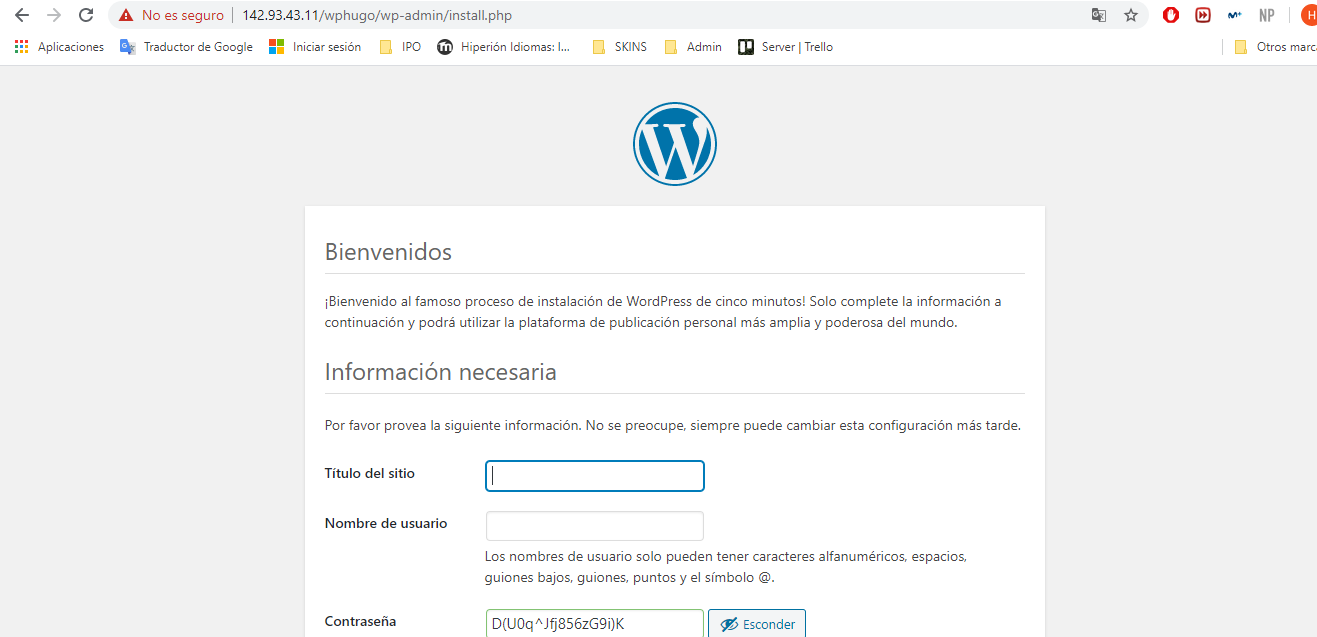 No es seguro 142.93.43.11/wphugo/wp-admin/install.php NP H
Aplicaciones Traductor de Google Iniciar sesión IPO Hiperión Idiomas: I... SKINS Admin Server | Trello Otros marc
Bienvenidos
¡Bienvenido al famoso proceso de instalación de WordPress de cinco minutos! Solo complete la información a
continuación y podrá utilizar la plataforma de publicación personal más amplia y poderosa del mundo.
Información necesaria
Por favor provea la siguiente información. No se preocupe, siempre puede cambiar esta configuración más tarde.
Título del sitio
Nombre de usuario
Los nombres de usuario solo pueden tener caracteres alfanuméricos, espacios,
guiones bajos, guiones, puntos y el símbolo @.
Contraseña D(U0q^Jfj856zG9i)K Esconder